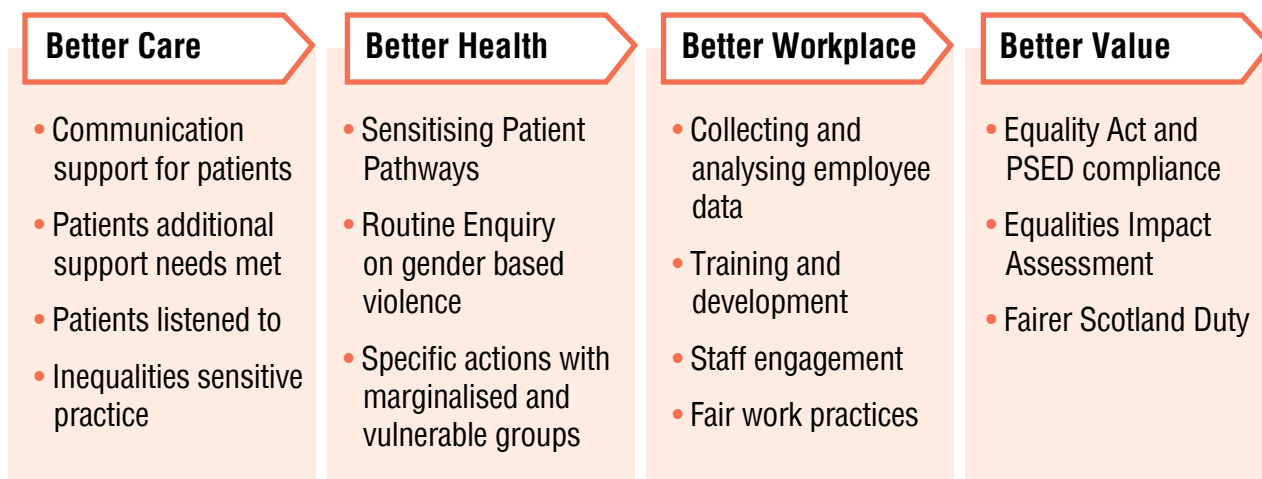 Better Care
• Communication
support for patients
• Patients additional
support needs met
• Patients listened to
• Inequalities sensitive
practice
Better Health
• Sensitising Patient
Pathways
• Routine Enquiry
on gender based
violence
• Specific actions with
marginalised and
vulnerable groups
Better Workplace
• Collecting and
analysing employee
data
• Training and
development
• Staff engagement
• Fair work practices
Better Value
• Equality Act and
PSED compliance
• Equalities Impact
Assessment
• Fairer Scotland Duty